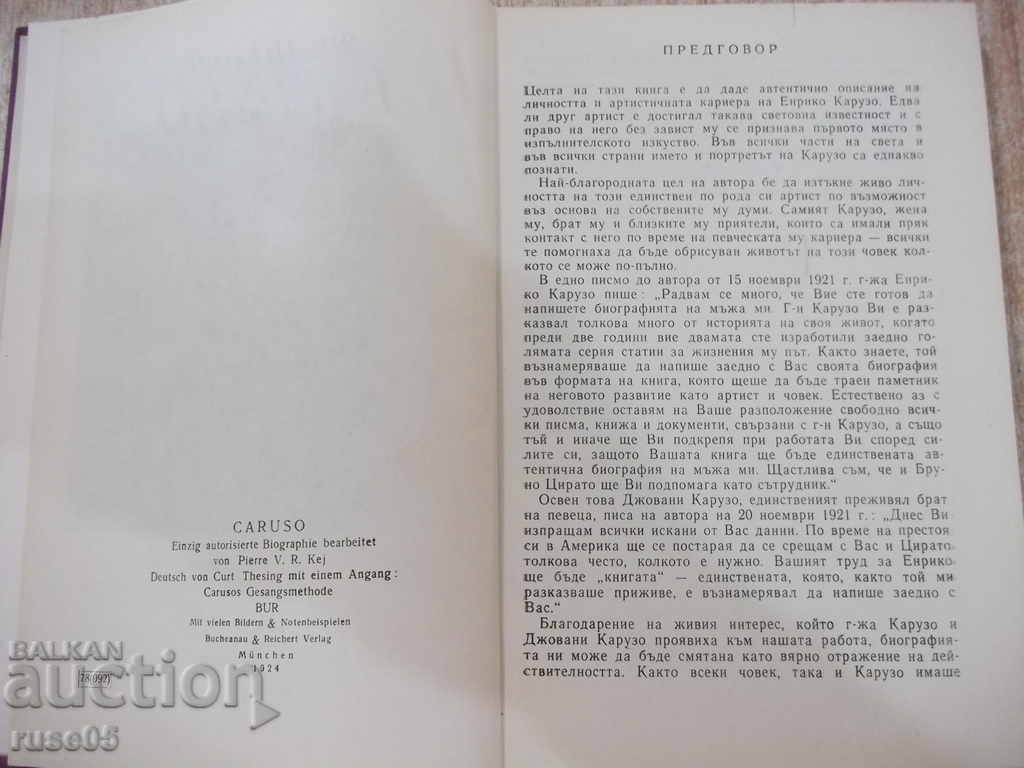 CARUSO
Einzig autorisierte Biographie bearbeitet
von Pierre V. R. Kej
Deutsch von Curt Thesing mit einem Angang:
Carusos Gesangsmethode
BUR
Mit vielen Bildern & Notenbeispielen
Bucheanau & Reichert Verlag
München
1924
78(092)
BALKAN
auction
ruse05
ПРЕДГОВОР
Целта на тази книга е да даде автентично описание на
личността и артистичната кариера на Енрико Карузо. Едва
ли друг артист е достигал такава световна известност и с
право на него без завист му се признава първото място в
изпълнителското изкуство. Във всички части на света и
във всички страни името и портретът на Карузо са еднакво
познати.
Най-благородната цел на автора бе да изтъкне живо лич-
ността на този единствен по рода си артист по възможност
въз основа на собствените му думи. Самият Карузо, жена
му, брат му и близките му приятели, които са имали пряк
контакт с него по време на певческата му кариера — всички
те помогнаха да бъде обрисуван животът на този човек кол-
кото се може по-пълно.
В едно писмо до автора от 15 ноември 1921 г. г-жа Енри-
ко Карузо пише: „Радвам се много, че Вие сте готов да
напишете биографията на мъжа ми. Г-н Карузо Ви е раз-
казвал толкова много от историята на своя живот, когато
преди две години вие двамата сте изработили заедно го-
лямата серия статии за жизнения му път. Както знаете, той
възнамеряваше да напише заедно с Вас своята биография
във формата на книга, която щеше да бъде траен паметник
на неговото развитие като артист и човек. Естествено аз с
удоволствие оставям на Ваше разположение свободно всич-
ки писма, книжа и документи, свързани с г-н Карузо, а също
тъй и иначе ще Ви подкрепя при работата Ви според си-
лите си, защото Вашата книга ще бъде единствената ав-
тентична биография на мъжа ми. Щастлива съм, че и Бру-
но Цирато ще Ви подпомага като сътрудник.“
Освен това Джовани Карузо, единственият преживял брат
на певеца, писа на автора на 20 ноември 1921 г.: „Днес Ви
изпращам всички искани от Вас данни. По време на престоя
си в Америка ще се постарая да се срещам с Вас и Цирато
толкова често, колкото е нужно. Вашият труд за Енрико
ще бъде „книгата“ — единствената, която, както той ми
разказваше приживе, е възнамерявал да напише заедно с
Вас.“
Благодарение на живия интерес, който г-жа Карузо и
Джовани Карузо проявиха към нашата работа, биография-
та ни може да бъде смятана като вярно отражение на дей-
ствителността. Както всеки човек, така и Карузо имаше